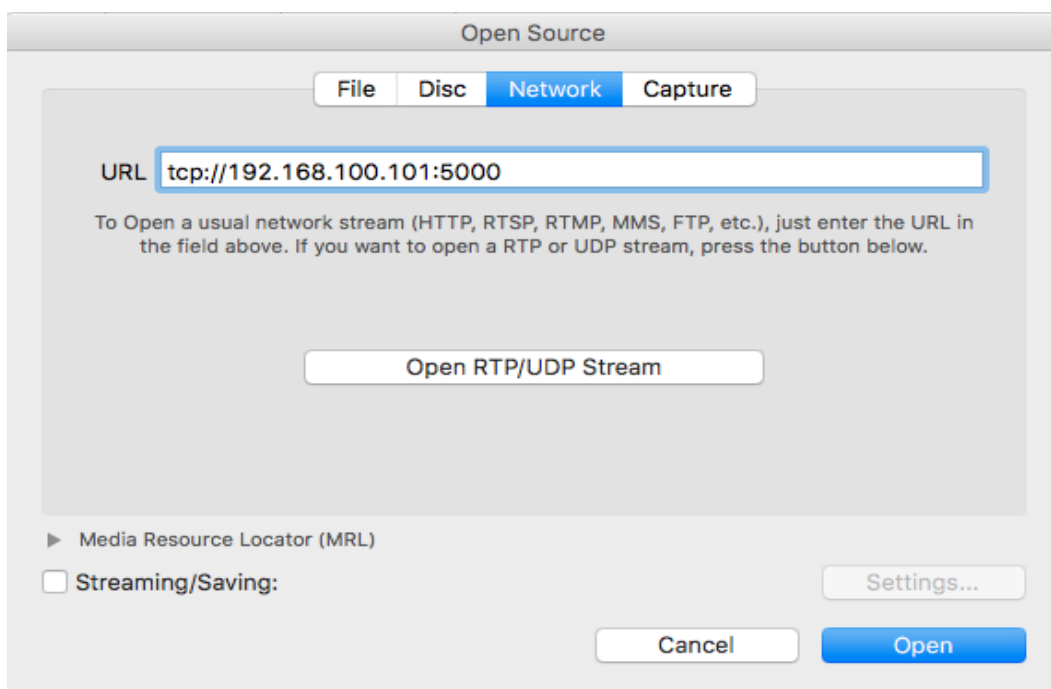 Open Source
File Disc Network Capture
URL tcp://192.168.100.101:5000
To Open a usual network stream (HTTP, RTSP, RTMP, MMS, FTP, etc.), just enter the URL in
the field above. If you want to open a RTP or UDP stream, press the button below.
Open RTP/UDP Stream
Media Resource Locator (MRL)
Streaming/Saving: Settings...
Cancel Open